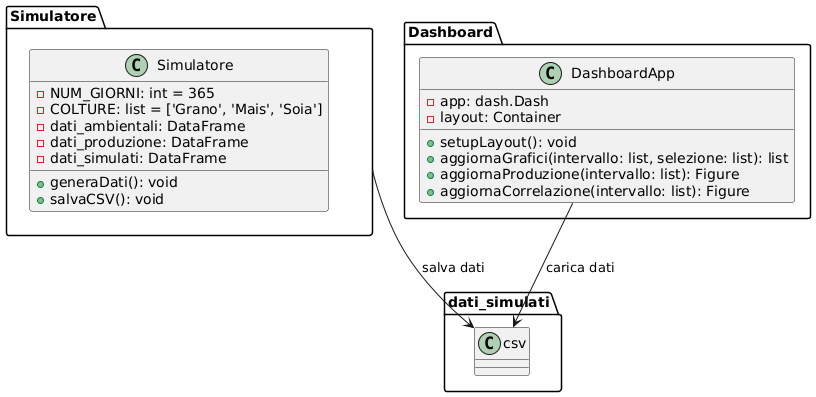 Simulatore
C Simulatore
NUM_GIORNI: int = 365
COLTURE: list = ['Grano', 'Mais', 'Soia']
dati_ambientali: DataFrame
dati_produzione: DataFrame
dati_simulati: DataFrame
generaDati(): void
salvaCSV(): void
Dashboard
C DashboardApp
app: dash.Dash
layout: Container
setupLayout(): void
aggiornaGrafici(intervallo: list, selezione: list): list
aggiornaProduzione(intervallo: list): Figure
aggiornaCorrelazione(intervallo: list): Figure
salva dati
carica dati
dati_simulati
C csv